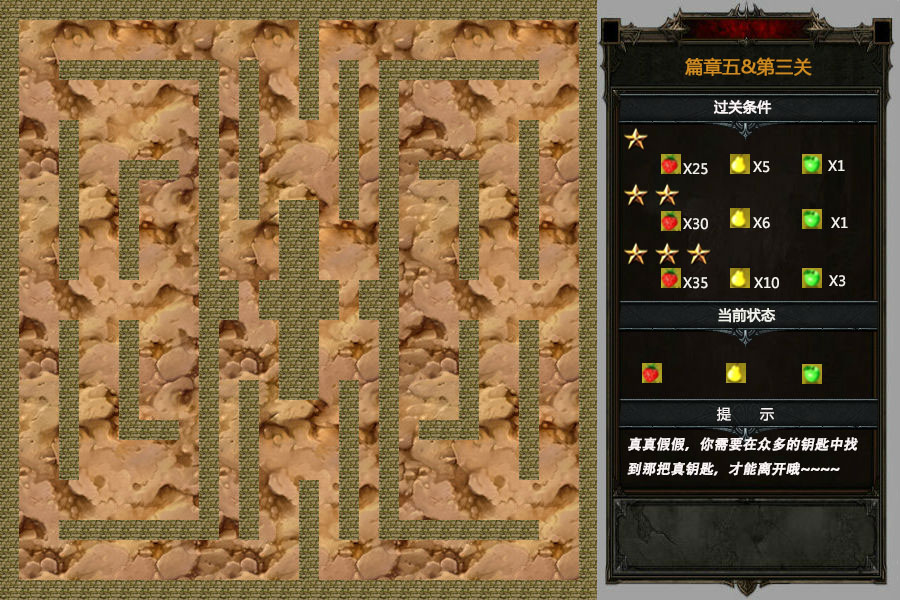 篇章五&第三关
过关条件
X25 X5 X1
X30 X6 X1
X35 X10 X3
当前状态
提 示
真真假假，你需要在众多的钥匙中找
到那把真钥匙，才能离开哦~~~~